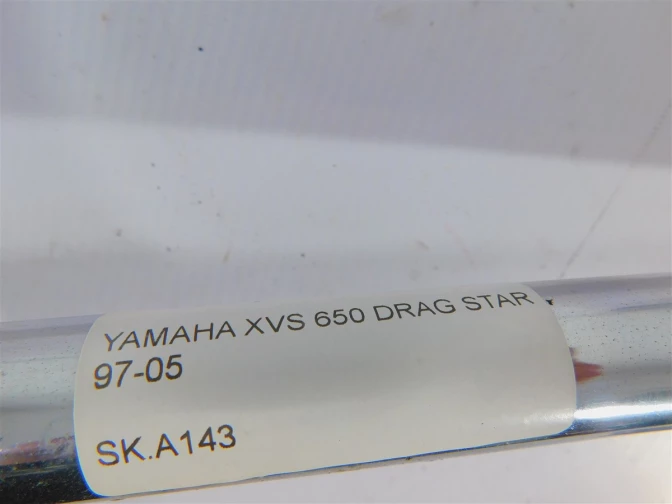 YAMAHA XVS 650 DRAG STAR
97-05
SK.A143